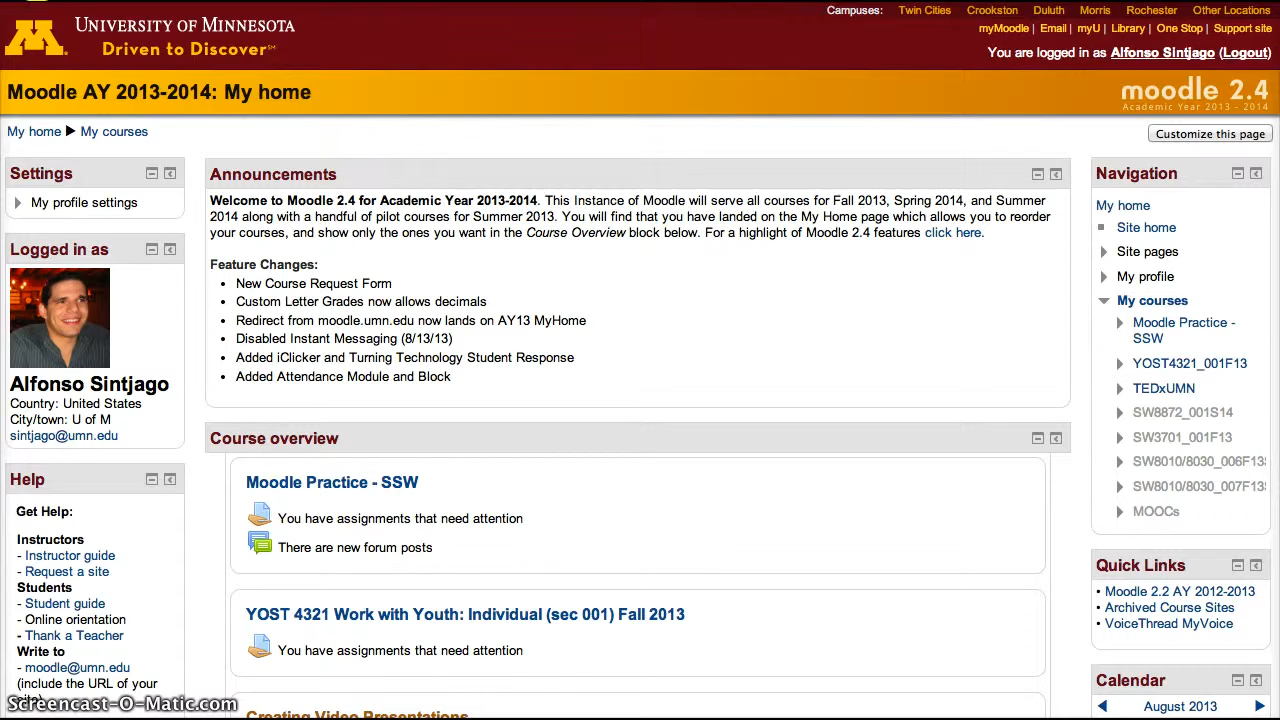 UNIVERSITY OF MINNESOTA
Driven to Discover℠
Campuses: Twin Cities Crookston Duluth Morris Rochester Other Locations
myMoodle | Email | myU | Library | One Stop | Support site
You are logged in as Alfonso Sintjago (Logout)
Moodle AY 2013-2014: My home
moodle 2.4
Academic Year 2013 - 2014
My home ► My courses
Customize this page
Settings
My profile settings
Logged in as
Alfonso Sintjago
Country: United States
City/town: U of M
sintjago@umn.edu
Help
Get Help:
Instructors
- Instructor guide
- Request a site
Students
- Student guide
- Online orientation
- Thank a Teacher
Write to
- moodle@umn.edu
(include the URL of your
Screencast-O-Matic.com
Announcements
Welcome to Moodle 2.4 for Academic Year 2013-2014. This Instance of Moodle will serve all courses for Fall 2013, Spring 2014, and Summer
2014 along with a handful of pilot courses for Summer 2013. You will find that you have landed on the My Home page which allows you to reorder
your courses, and show only the ones you want in the Course Overview block below. For a highlight of Moodle 2.4 features click here.
Feature Changes:
• New Course Request Form
• Custom Letter Grades now allows decimals
• Redirect from moodle.umn.edu now lands on AY13 MyHome
• Disabled Instant Messaging (8/13/13)
• Added iClicker and Turning Technology Student Response
• Added Attendance Module and Block
Course overview
Moodle Practice - SSW
You have assignments that need attention
There are new forum posts
YOST 4321 Work with Youth: Individual (sec 001) Fall 2013
You have assignments that need attention
Creating Video Presentations
Navigation
My home
Site home
Site pages
My profile
My courses
Moodle Practice -
SSW
YOST4321_001F13
TEDxUMN
SW8872_001S14
SW3701_001F13
SW8010/8030_006F13
SW8010/8030_007F13
MOOCs
Quick Links
• Moodle 2.2 AY 2012-2013
• Archived Course Sites
• VoiceThread MyVoice
Calendar
August 2013